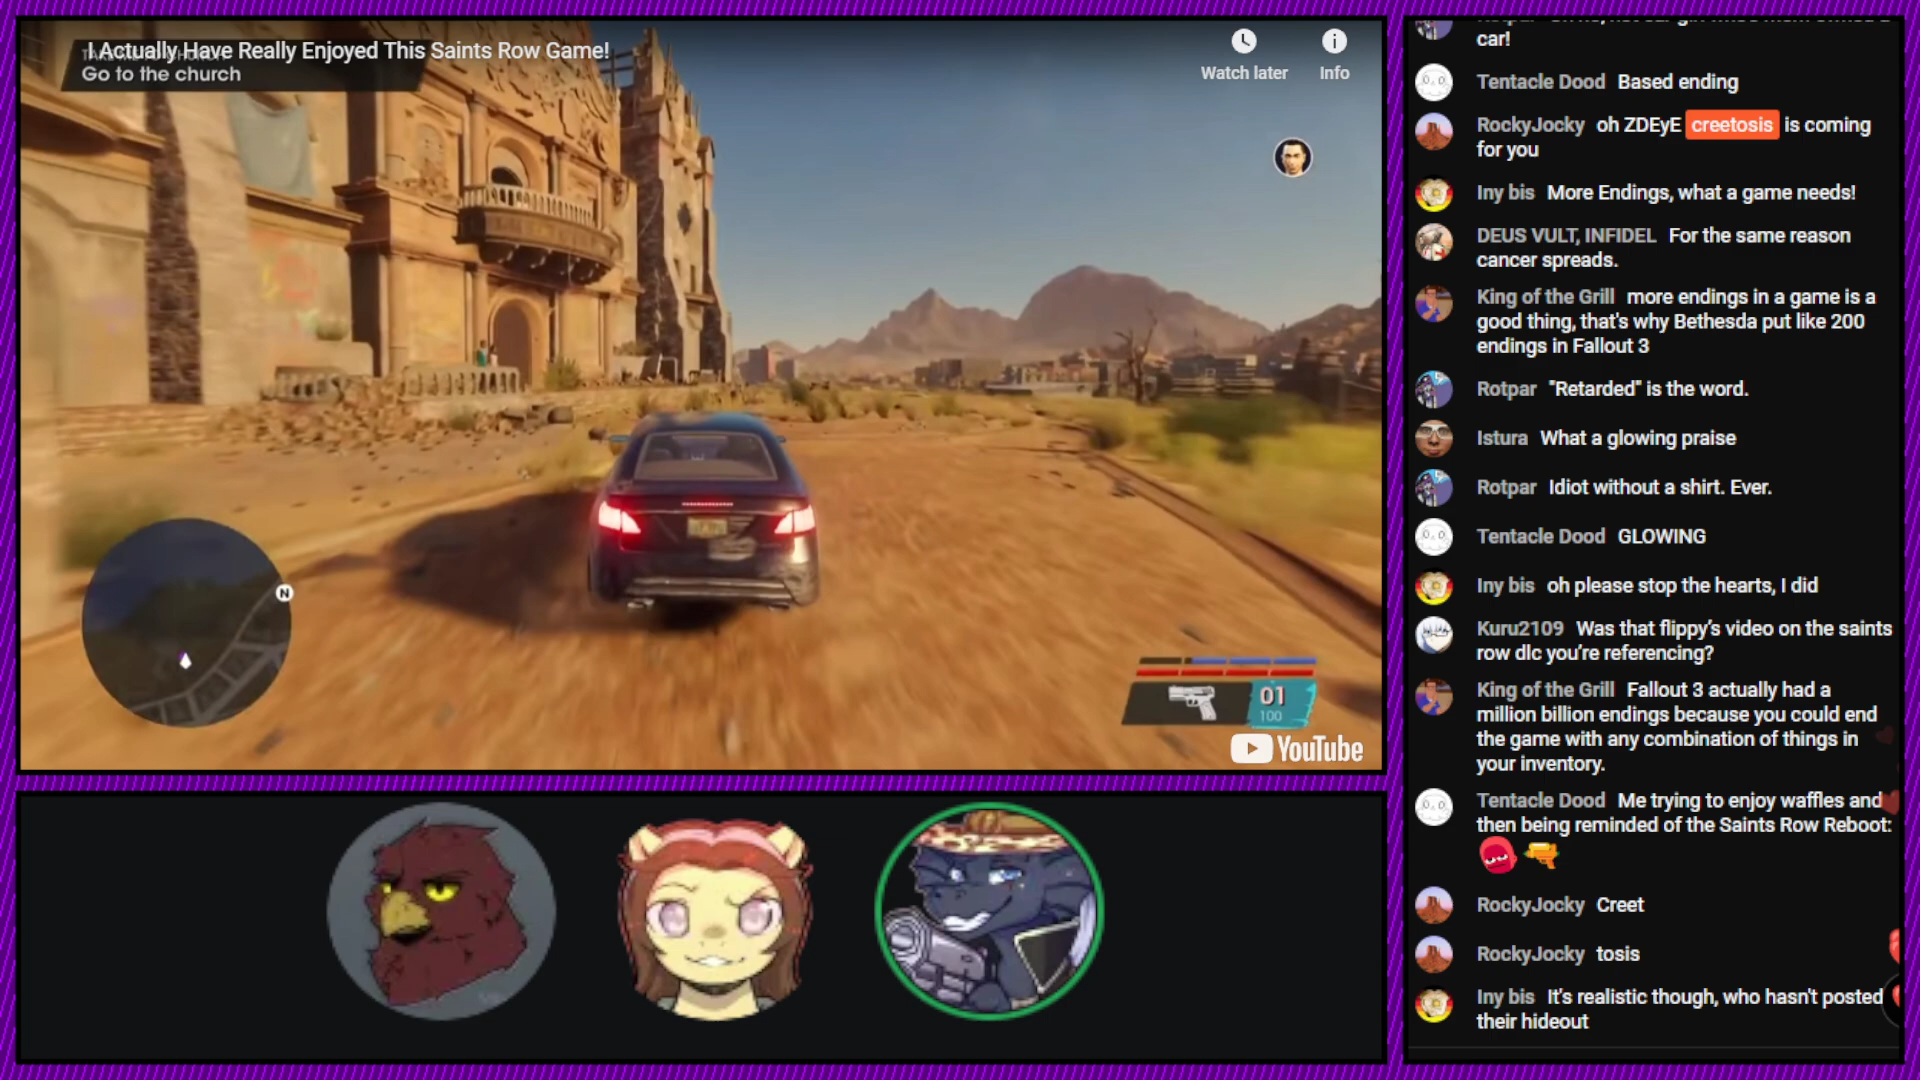 I Actually Have Really Enjoyed This Saints Row Game!
Go to the church
Watch later
Info
N
01
100
YouTube
car!
Tentacle Dood Based ending
RockyJocky oh ZDEyE creetosis is coming
for you
Iny bis More Endings, what a game needs!
DEUS VULT, INFIDEL For the same reason
cancer spreads.
King of the Grill more endings in a game is a
good thing, that's why Bethesda put like 200
endings in Fallout 3
Rotpar "Retarded" is the word.
Istura What a glowing praise
Rotpar Idiot without a shirt. Ever.
Tentacle Dood GLOWING
Iny bis oh please stop the hearts, I did
Kuru2109 Was that flippy's video on the saints
row dlc you're referencing?
King of the Grill Fallout 3 actually had a
million billion endings because you could end
the game with any combination of things in
your inventory.
Tentacle Dood Me trying to enjoy waffles and
then being reminded of the Saints Row Reboot:
RockyJocky Creet
RockyJocky tosis
Iny bis It's realistic though, who hasn't posted
their hideout